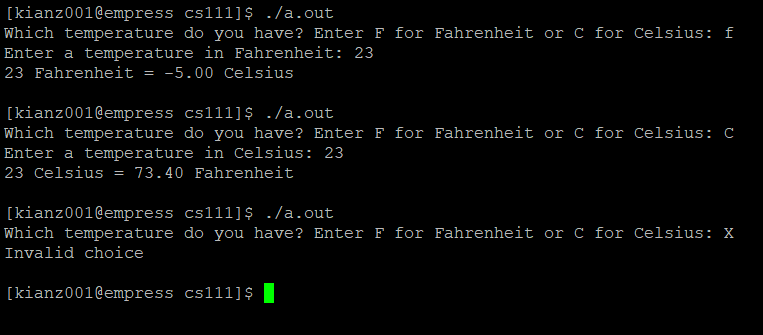 [kianz001@empress cs111]$ ./a.out
Which temperature do you have? Enter F for Fahrenheit or C for Celsius: f
Enter a temperature in Fahrenheit: 23
23 Fahrenheit = -5.00 Celsius
[kianz001@empress cs111]$ ./a.out
Which temperature do you have? Enter F for Fahrenheit or C for Celsius: C
Enter a temperature in Celsius: 23
23 Celsius = 73.40 Fahrenheit
[kianz001@empress cs111]$ ./a.out
Which temperature do you have? Enter F for Fahrenheit or C for Celsius: X
Invalid choice
[kianz001@empress cs111]$